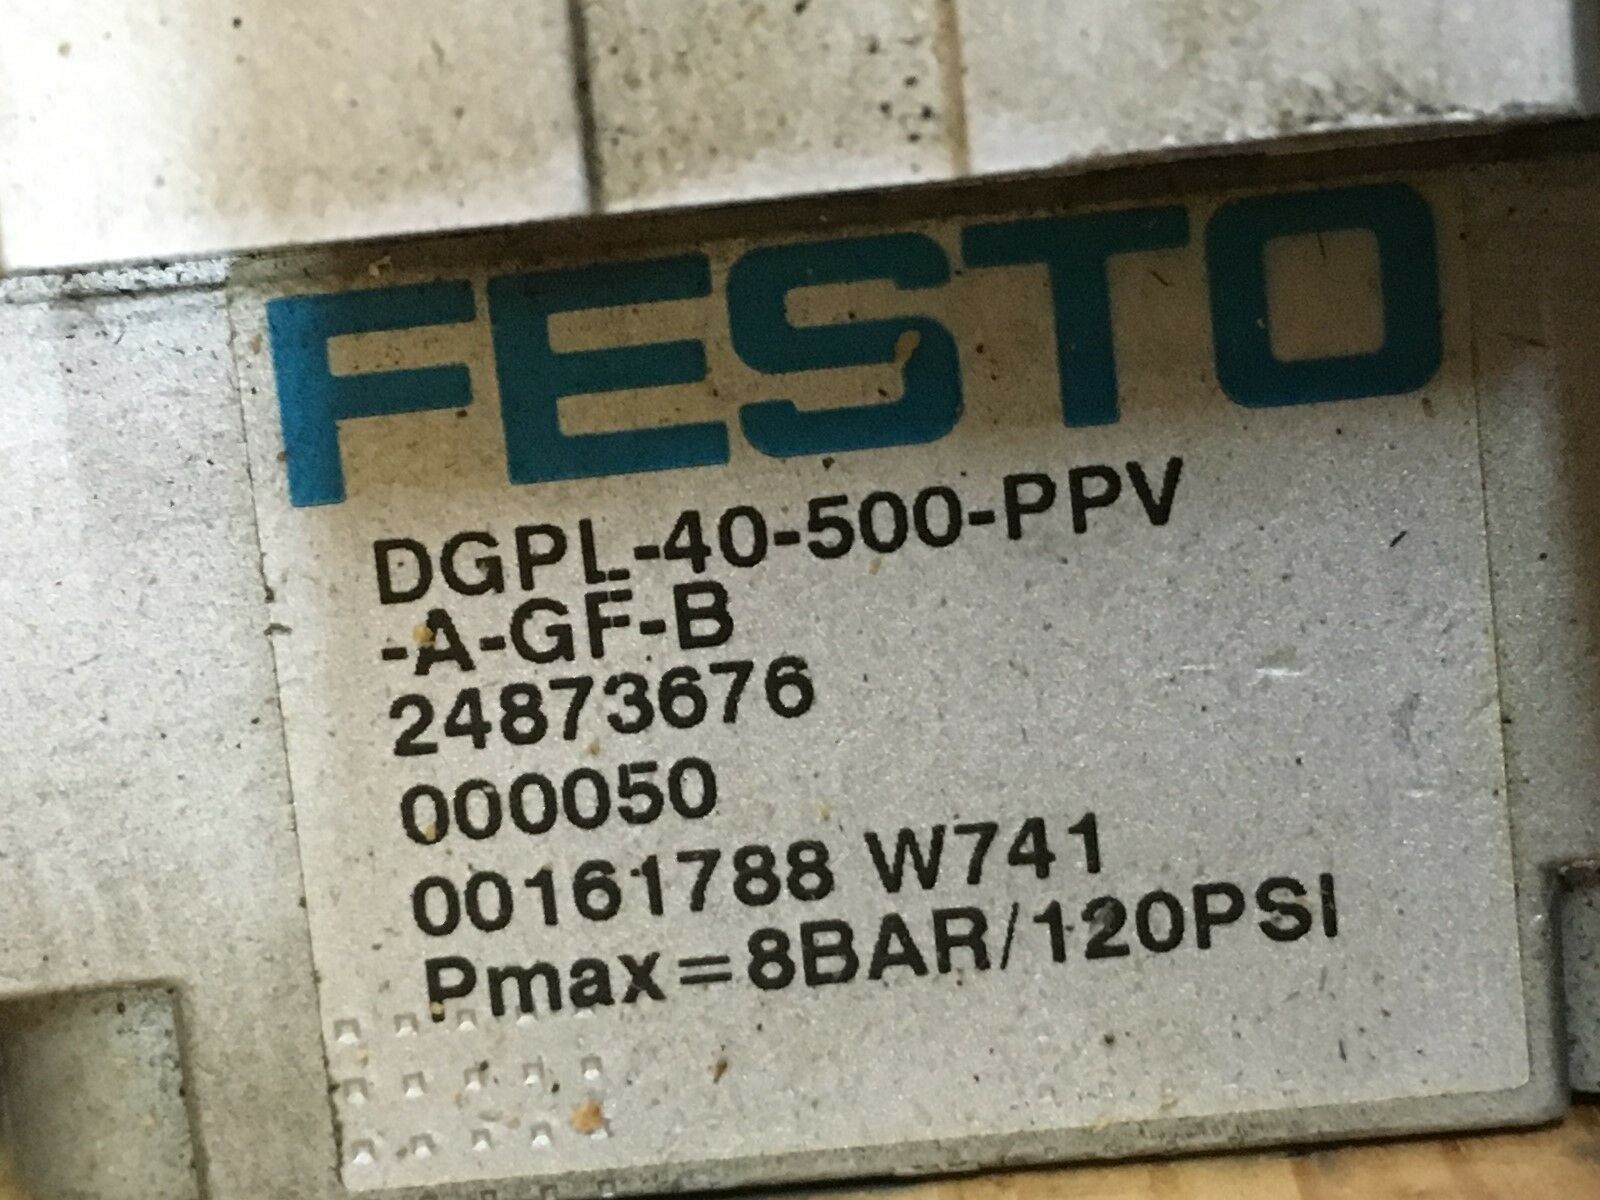 FESTO
DGPL-40-500-PPV
-A-GF-B
24873676
000050
00161788 W741
Pmax=8BAR/120PSI